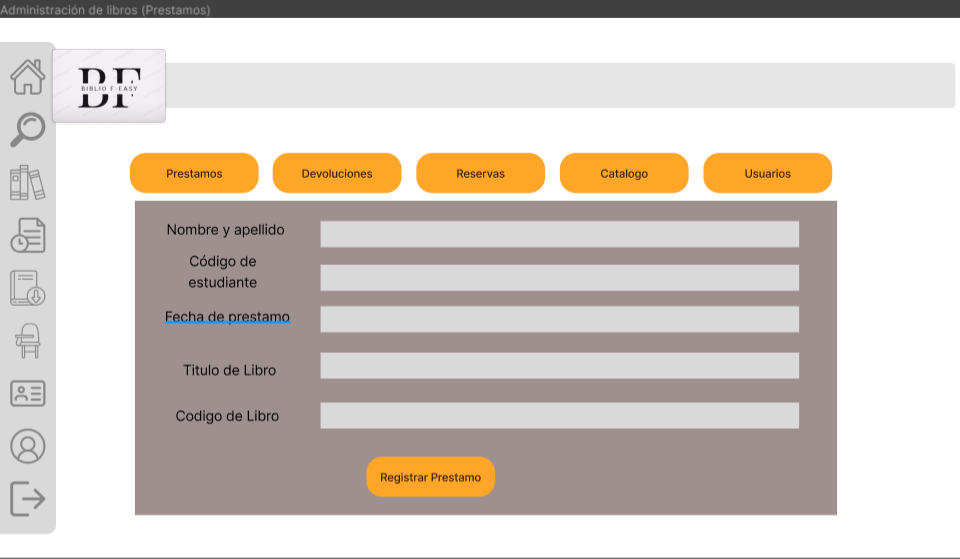 Administración de libros (Prestamos)
BF
BIBLIO F-EASY
Prestamos
Devoluciones
Reservas
Catalogo
Usuarios
Nombre y apellido
Código de
estudiante
Fecha de prestamo
Titulo de Libro
Codigo de Libro
Registrar Prestamo